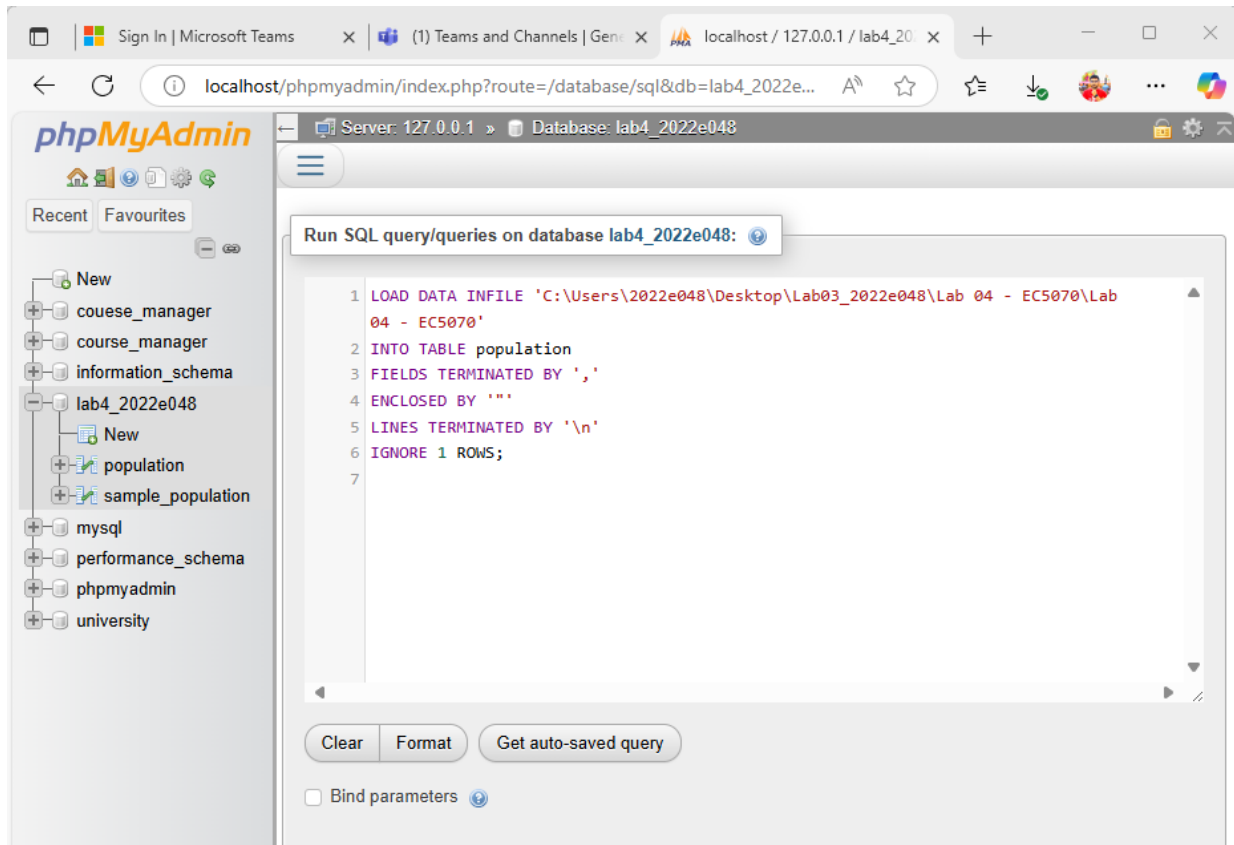 Sign In | Microsoft Teams
(1) Teams and Channels | Gene
localhost / 127.0.0.1 / lab4_20
localhost/phpmyadmin/index.php?route=/database/sql&db=lab4_2022e...
phpMyAdmin
Server: 127.0.0.1 » Database: lab4_2022e048
Recent Favourites
Run SQL query/queries on database lab4_2022e048:
New
couese_manager
course_manager
information_schema
lab4_2022e048
New
population
sample_population
mysql
performance_schema
phpmyadmin
university
1 LOAD DATA INFILE 'C:\Users\2022e048\Desktop\Lab03_2022e048\Lab 04 - EC5070\Lab
04 - EC5070'
2 INTO TABLE population
3 FIELDS TERMINATED BY ','
4 ENCLOSED BY '"'
5 LINES TERMINATED BY '\n'
6 IGNORE 1 ROWS;
7
Clear Format Get auto-saved query
Bind parameters